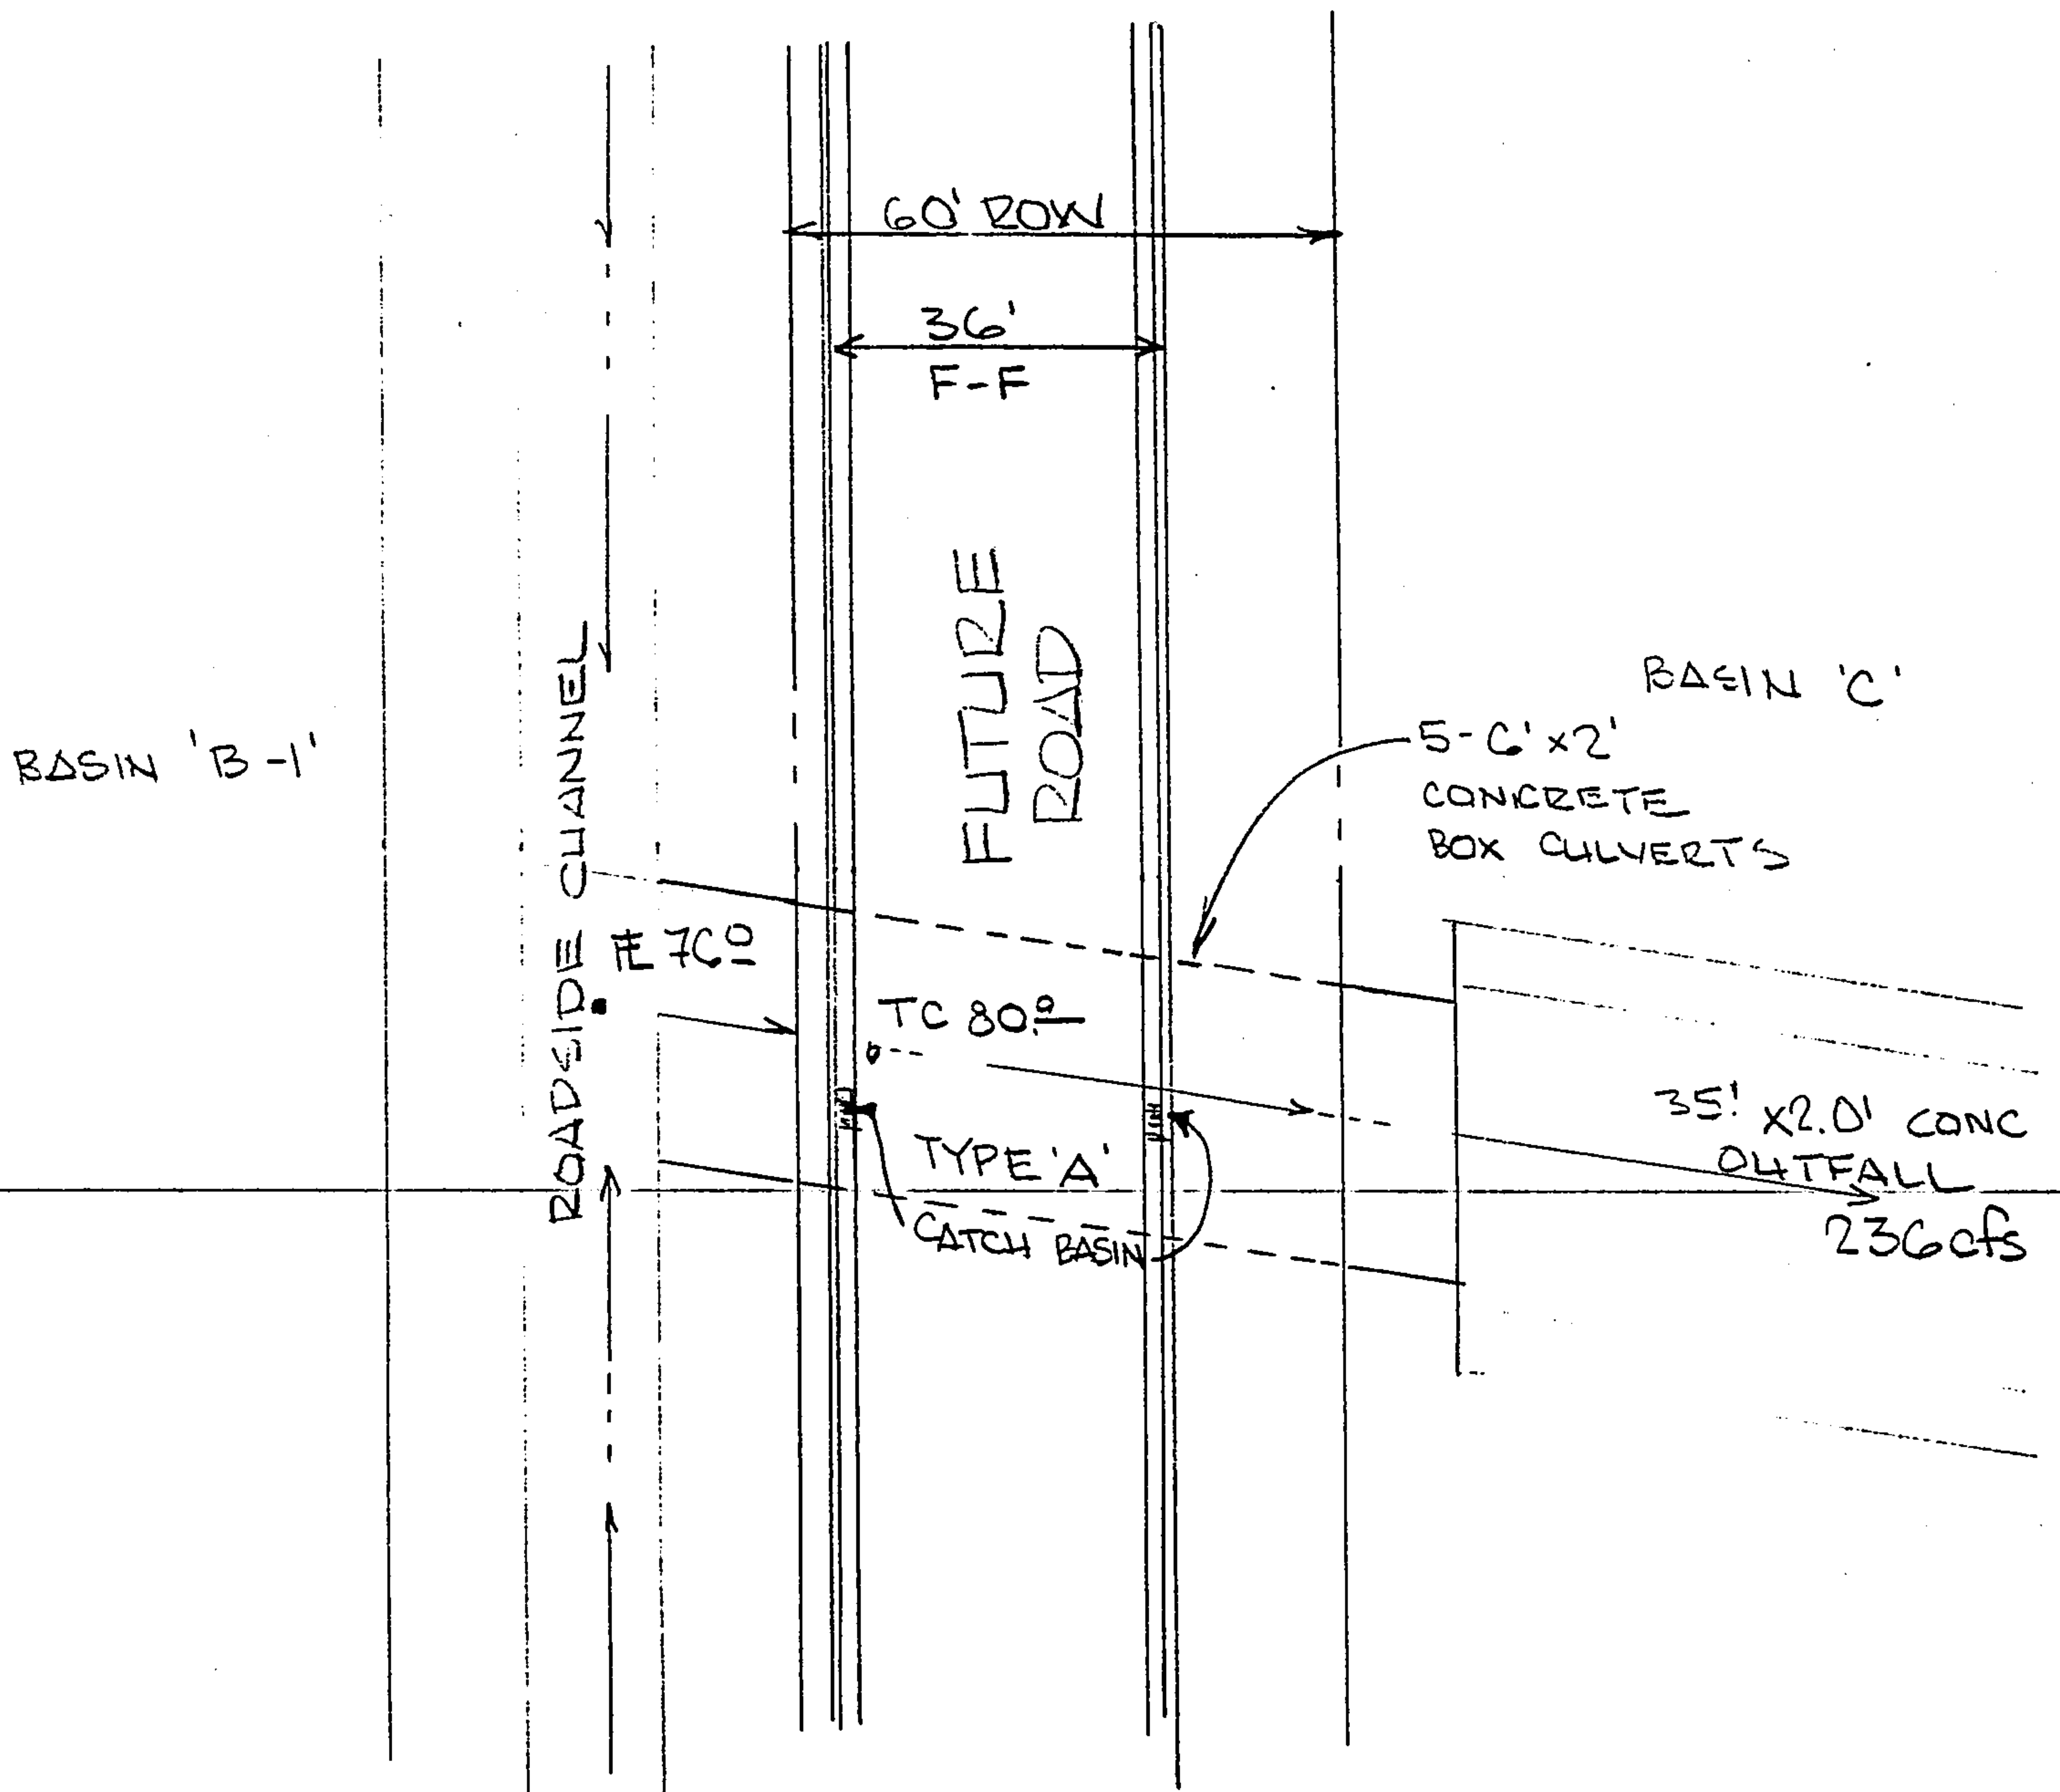 60' ROW
36'
F-F
FUTURE
ROAD
BASIN 'C'
BASIN 'B-1'
ROADSIDE CHANNEL
5-6'x2'
CONCRETE
BOX CULVERTS
FL 76.0
TC 80.0
35' x2.0' CONC
OUTFALL
236cfs
TYPE 'A'
CATCH BASIN